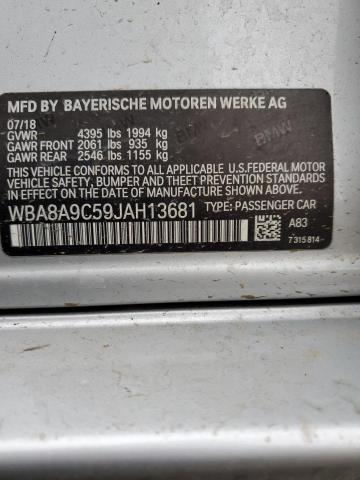 MFD BY BAYERISCHE MOTOREN WERKE AG
07/18
GVWR 4395 lbs 1994 kg
GAWR FRONT 2061 lbs 935 kg
GAWR REAR 2546 lbs 1155 kg
THIS VEHICLE CONFORMS TO ALL APPLICABLE U.S. FEDERAL MOTOR
VEHICLE SAFETY, BUMPER, AND THEFT PREVENTION STANDARDS IN
EFFECT ON THE DATE OF MANUFACTURE SHOWN ABOVE.
WBA8A9C59JAH13681 TYPE: PASSENGER CAR
A83
7 315 814
BMW